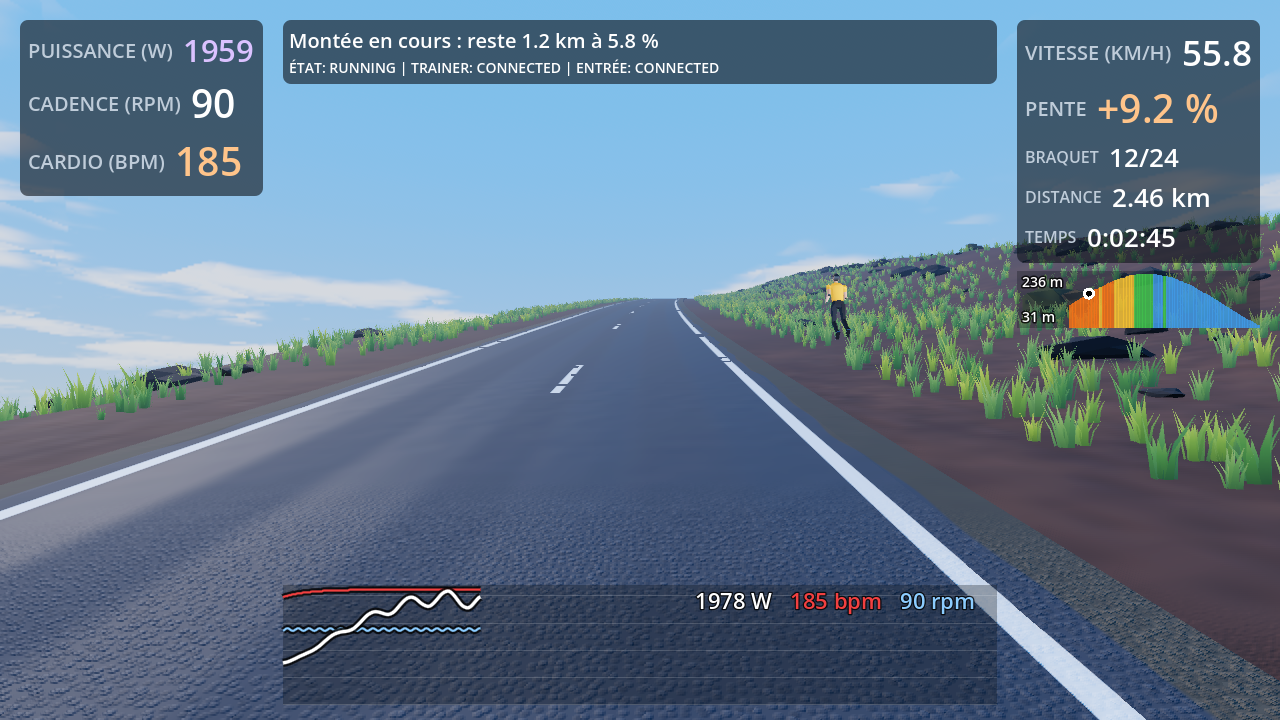 PUISSANCE (W) 1959
CADENCE (RPM) 90
CARDIO (BPM) 185
Montée en cours : reste 1.2 km à 5.8 %
ÉTAT: RUNNING | TRAINER: CONNECTED | ENTRÉE: CONNECTED
VITESSE (KM/H) 55.8
PENTE +9.2 %
BRAQUET 12/24
DISTANCE 2.46 km
TEMPS 0:02:45
236 m
31 m
1978 W 185 bpm 90 rpm